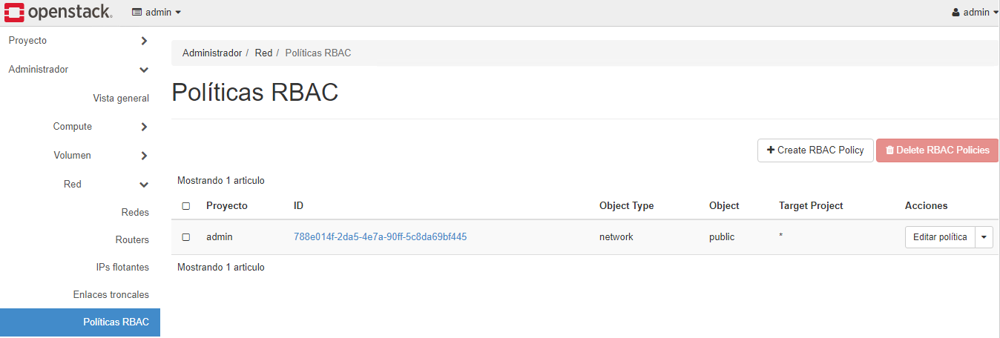 openstack. admin admin
Proyecto
Administrador
Vista general
Compute
Volumen
Red
Redes
Routers
IPs flotantes
Enlaces troncales
Políticas RBAC
Administrador / Red / Políticas RBAC
Políticas RBAC
Create RBAC Policy Delete RBAC Policies
Mostrando 1 articulo
Proyecto ID Object Type Object Target Project Acciones
admin 788e014f-2da5-4e7a-90ff-5c8da69bf445 network public * Editar política
Mostrando 1 articulo